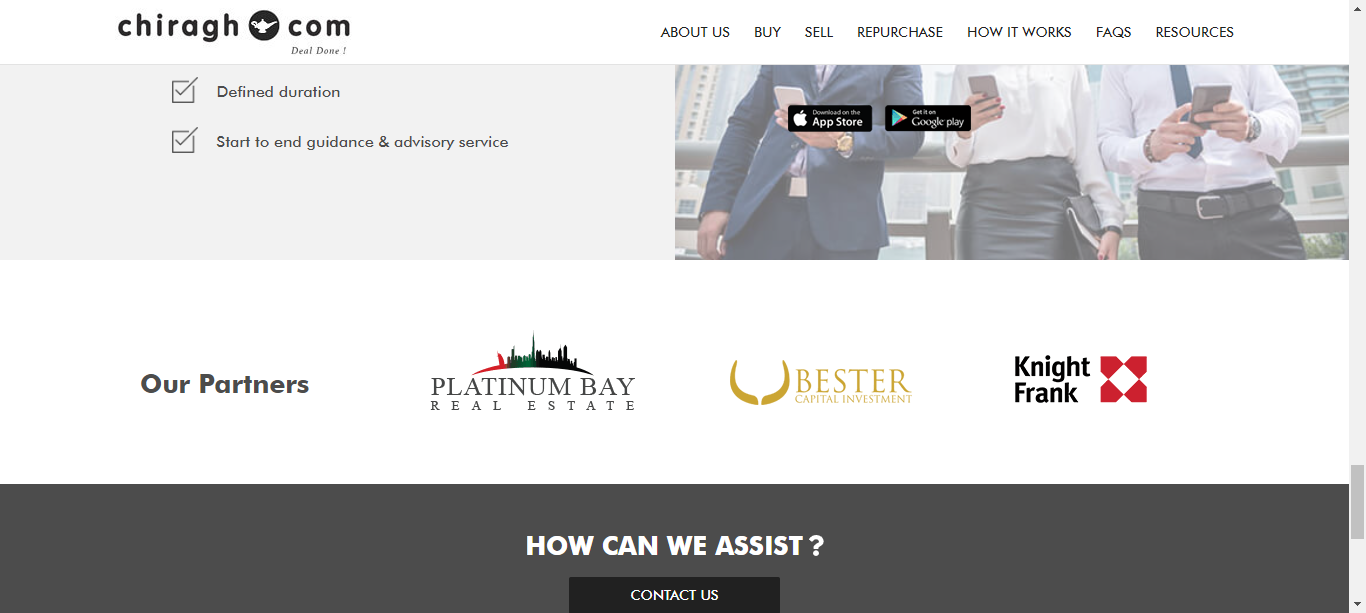 chiragh com
Deal Done !
ABOUT US BUY SELL REPURCHASE HOW IT WORKS FAQS RESOURCES
Defined duration
Start to end guidance & advisory service
Download on the
App Store
Get it on
Google play
Our Partners
PLATINUM BAY
REAL ESTATE
BESTER
CAPITAL INVESTMENT
Knight
Frank
HOW CAN WE ASSIST ?
CONTACT US